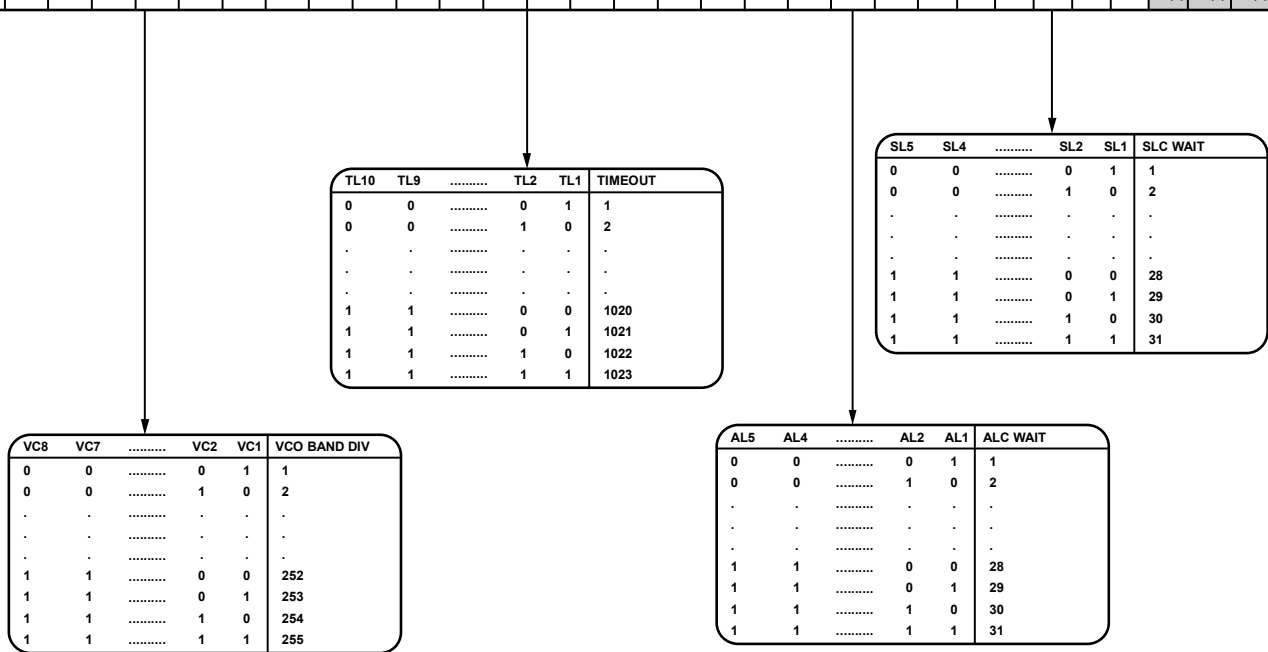 SL5 SL4 .......... SL2 SL1 SLC WAIT
0 0 .......... 0 1 1
0 0 .......... 1 0 2
. . .......... . . .
. . .......... . . .
. . .......... . . .
1 1 .......... 0 0 28
1 1 .......... 0 1 29
1 1 .......... 1 0 30
1 1 .......... 1 1 31
TL10 TL9 .......... TL2 TL1 TIMEOUT
0 0 .......... 0 1 1
0 0 .......... 1 0 2
. . .......... . . .
. . .......... . . .
. . .......... . . .
1 1 .......... 0 0 1020
1 1 .......... 0 1 1021
1 1 .......... 1 0 1022
1 1 .......... 1 1 1023
VC8 VC7 .......... VC2 VC1 VCO BAND DIV
0 0 .......... 0 1 1
0 0 .......... 1 0 2
. . .......... . . .
. . .......... . . .
. . .......... . . .
1 1 .......... 0 0 252
1 1 .......... 0 1 253
1 1 .......... 1 0 254
1 1 .......... 1 1 255
AL5 AL4 .......... AL2 AL1 ALC WAIT
0 0 .......... 0 1 1
0 0 .......... 1 0 2
. . .......... . . .
. . .......... . . .
. . .......... . . .
1 1 .......... 0 0 28
1 1 .......... 0 1 29
1 1 .......... 1 0 30
1 1 .......... 1 1 31